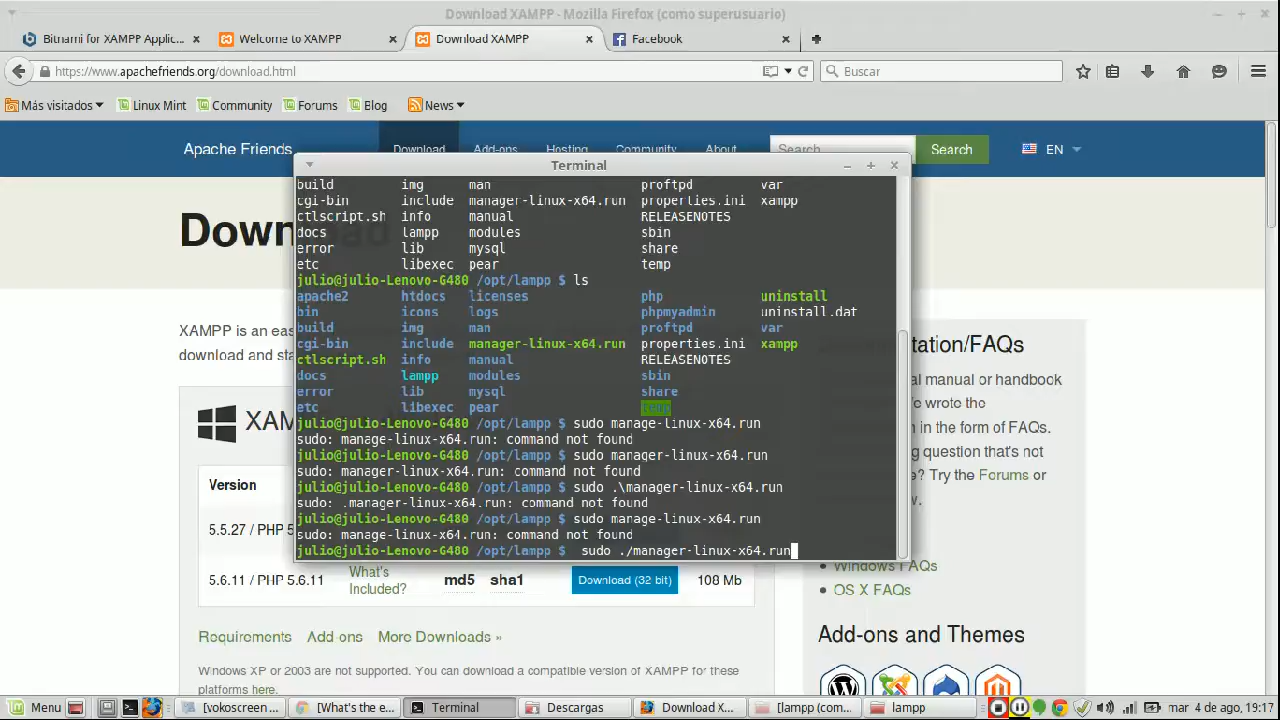 Download XAMPP - Mozilla Firefox (como superusuario)
Bitnami for XAMPP Applic...
Welcome to XAMPP
Download XAMPP
Facebook
https://www.apachefriends.org/download.html
Buscar
Más visitados
Linux Mint
Community
Forums
Blog
News
Apache Friends
Download
Add-ons
Hosting
Community
About
Search
Search
EN
Download
Terminal
build img man proftpd var
cgi-bin include manager-linux-x64.run properties.ini xampp
ctlscript.sh info manual RELEASENOTES
docs lampp modules sbin
error lib mysql share
etc libexec pear temp
julio@julio-Lenovo-G480 /opt/lampp $ ls
apache2 htdocs licenses php uninstall
bin icons logs phpmyadmin uninstall.dat
build img man proftpd var
cgi-bin include manager-linux-x64.run properties.ini xampp
ctlscript.sh info manual RELEASENOTES
docs lampp modules sbin
error lib mysql share
etc libexec pear temp
julio@julio-Lenovo-G480 /opt/lampp $ sudo manage-linux-x64.run
sudo: manage-linux-x64.run: command not found
julio@julio-Lenovo-G480 /opt/lampp $ sudo manager-linux-x64.run
sudo: manager-linux-x64.run: command not found
julio@julio-Lenovo-G480 /opt/lampp $ sudo .\manager-linux-x64.run
sudo: .manager-linux-x64.run: command not found
julio@julio-Lenovo-G480 /opt/lampp $ sudo manage-linux-x64.run
sudo: manage-linux-x64.run: command not found
julio@julio-Lenovo-G480 /opt/lampp $  sudo ./manager-linux-x64.run
XAMPP is an eas
download and sta
XAM
Version
5.5.27 / PHP 5.5.
5.6.11 / PHP 5.6.11
What's
Included?
md5
sha1
Download (32 bit)
108 Mb
Requirements Add-ons More Downloads »
Windows XP or 2003 are not supported. You can download a compatible version of XAMPP for these
platforms here.
tation/FAQs
al manual or handbook
e wrote the
n in the form of FAQs.
ng question that's not
ere? Try the Forums or
w.
Windows FAQs
OS X FAQs
Add-ons and Themes
Menu
[yokoscreen ...
[What's the e...
Terminal
Descargas
Download X...
[lampp (com...
lampp
mar 4 de ago, 19:17